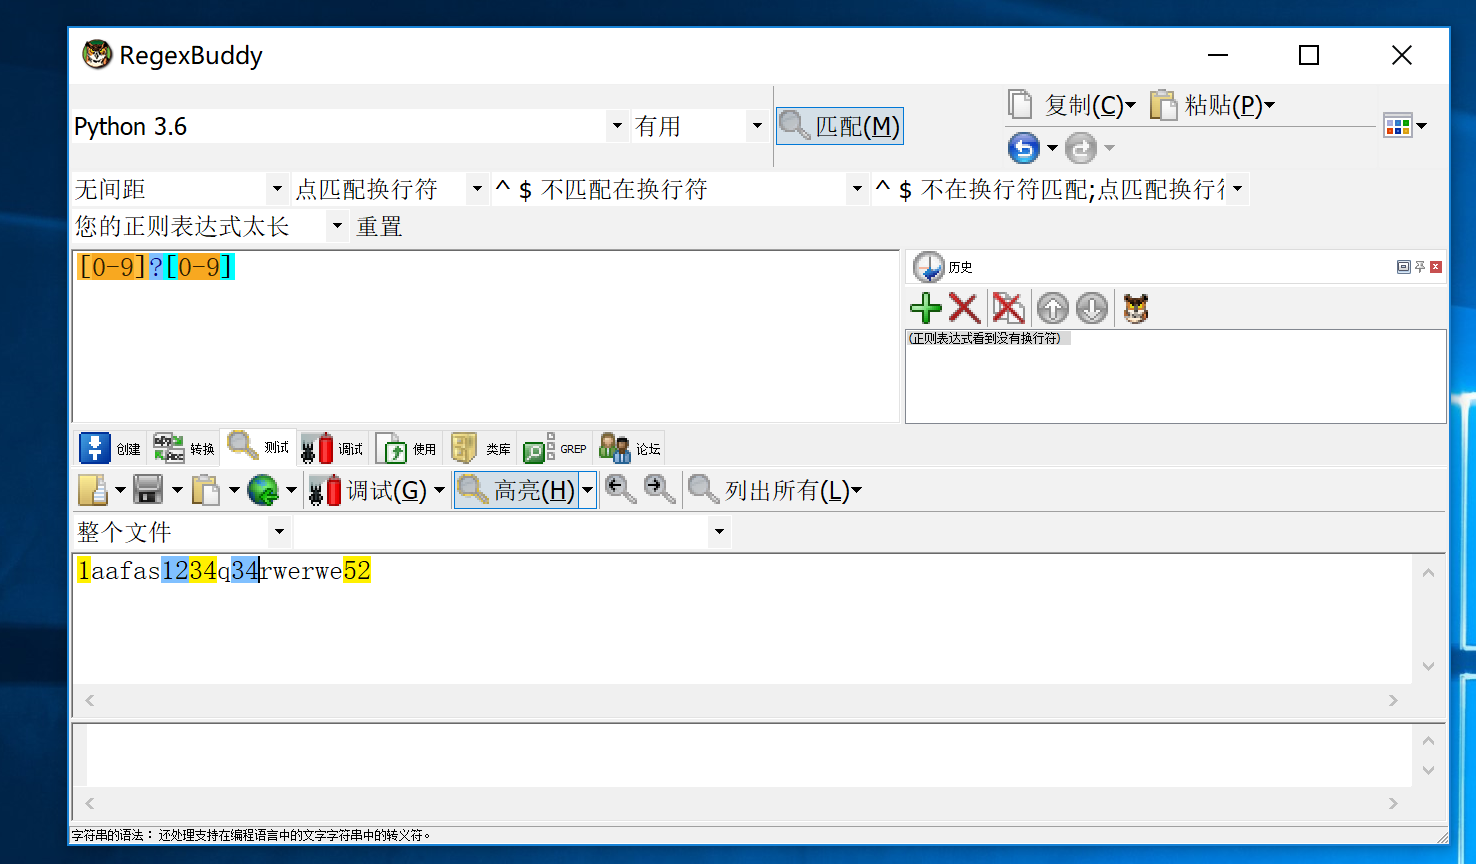 RegexBuddy
Python 3.6 有用 匹配(M) 复制(C) 粘贴(P)
无间距 点匹配换行符 ^ $ 不匹配在换行符 ^ $ 不在换行符匹配;点匹配换行
您的正则表达式太长 重置
[0-9]?[0-9]
历史
(正则表达式看到没有换行符)
创建 转换 测试 调试 使用 类库 GREP 论坛
调试(G) 高亮(H) 列出所有(L)
整个文件
1aafas1234q34rwerwe52
字符串的语法：还处理支持在编程语言中的文字字符串中的转义符。